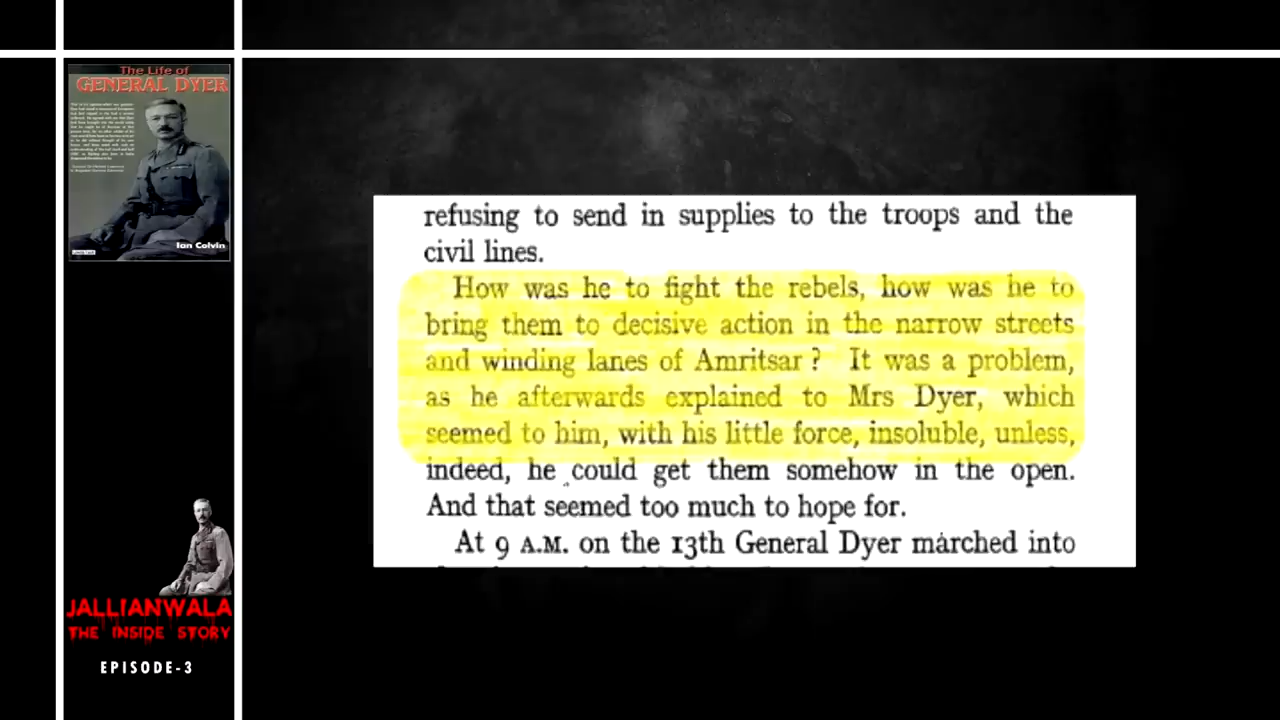 The Life of
GENERAL DYER
Ian Colvin
JALLIANWALA
THE INSIDE STORY
EPISODE-3
refusing to send in supplies to the troops and the
civil lines.
How was he to fight the rebels, how was he to
bring them to decisive action in the narrow streets
and winding lanes of Amritsar ? It was a problem,
as he afterwards explained to Mrs Dyer, which
seemed to him, with his little force, insoluble, unless,
indeed, he could get them somehow in the open.
And that seemed too much to hope for.
At 9 A.M. on the 13th General Dyer marched into